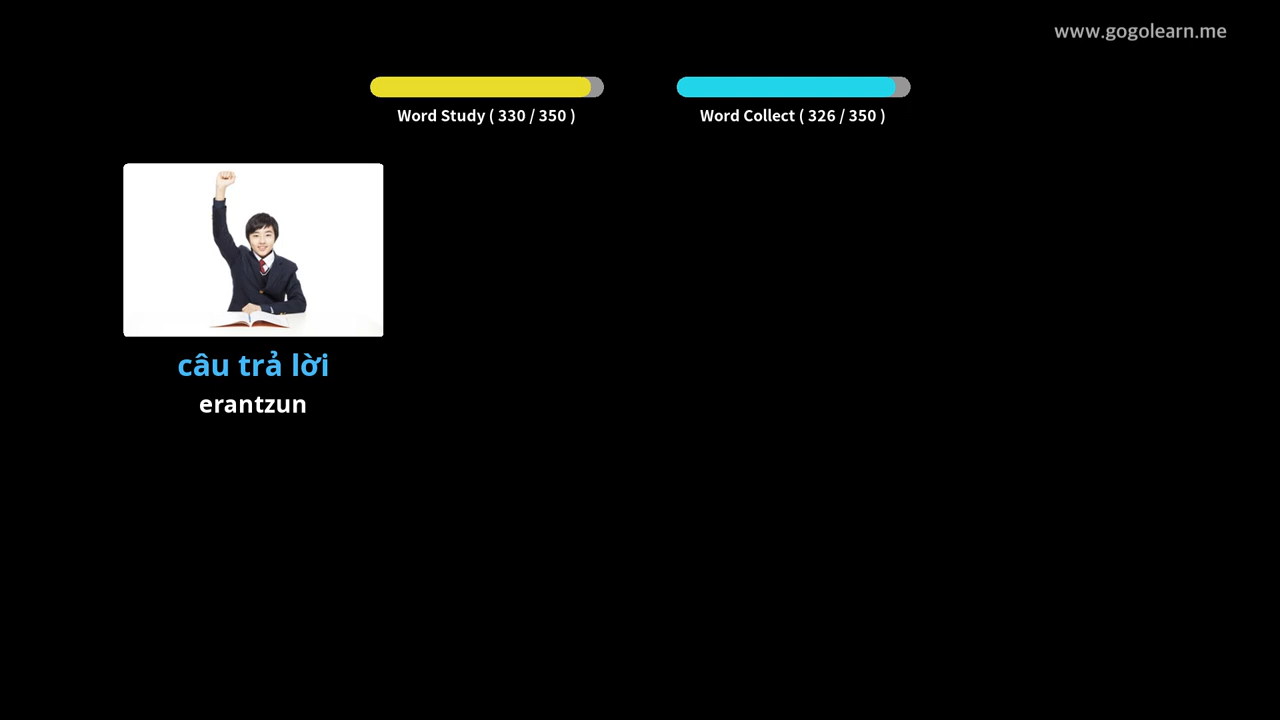 www.gogolearn.me
Word Study ( 330 / 350 )
Word Collect ( 326 / 350 )
câu trả lời
erantzun